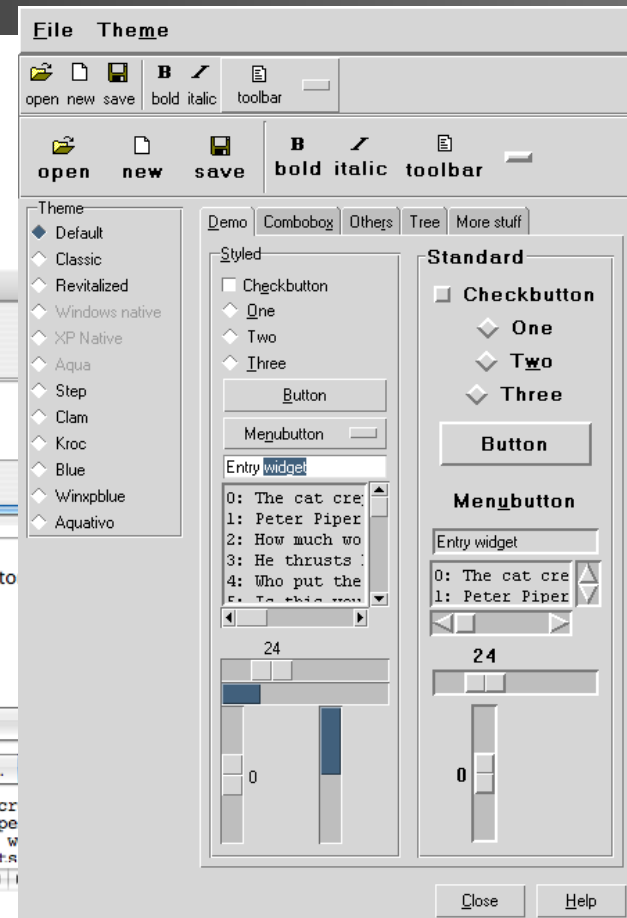 File Theme
open new save bold italic toolbar
open new save bold italic toolbar
Theme
Default
Classic
Revitalized
Windows native
XP Native
Aqua
Step
Clam
Kroc
Blue
Winxpblue
Aquativo
Demo Combobox Others Tree More stuff
Styled
Checkbutton
One
Two
Three
Button
Menubutton
Entry widget
0: The cat
1: Peter Piper
2: How much wo
3: He thrusts
4: Who put the
5: Is this you
24
0
Standard
Checkbutton
One
Two
Three
Button
Menubutton
Entry widget
0: The cat cre
1: Peter Piper
24
0
Close Help